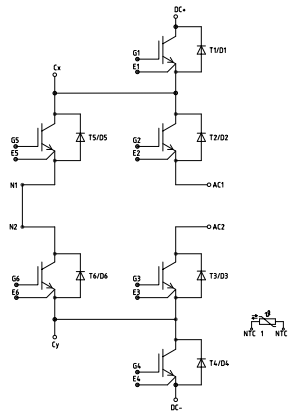 DC+
G1
T1/D1
E1
Cx
G5
T5/D5
G2
T2/D2
E5
E2
N1
AC1
N2
AC2
G6
T6/D6
G3
T3/D3
E6
E3
ϑ
NTC 1 NTC
Cy
G4
T4/D4
E4
DC-